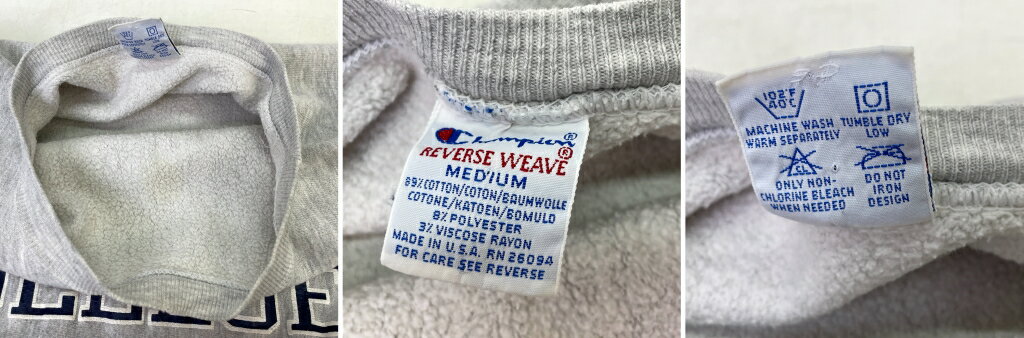 Champion®
REVERSE WEAVE®
MEDIUM
89% COTTON/COTON/BAUMWOLLE
COTONE/KATOEN/BOMULD
8% POLYESTER
3% VISCOSE RAYON
MADE IN U.S.A. RN 26094
FOR CARE SEE REVERSE
102°F
40°C
MACHINE WASH
WARM SEPARATELY
TUMBLE DRY
LOW
CL
ONLY NON-
CHLORINE BLEACH
WHEN NEEDED
DO NOT
IRON
DESIGN